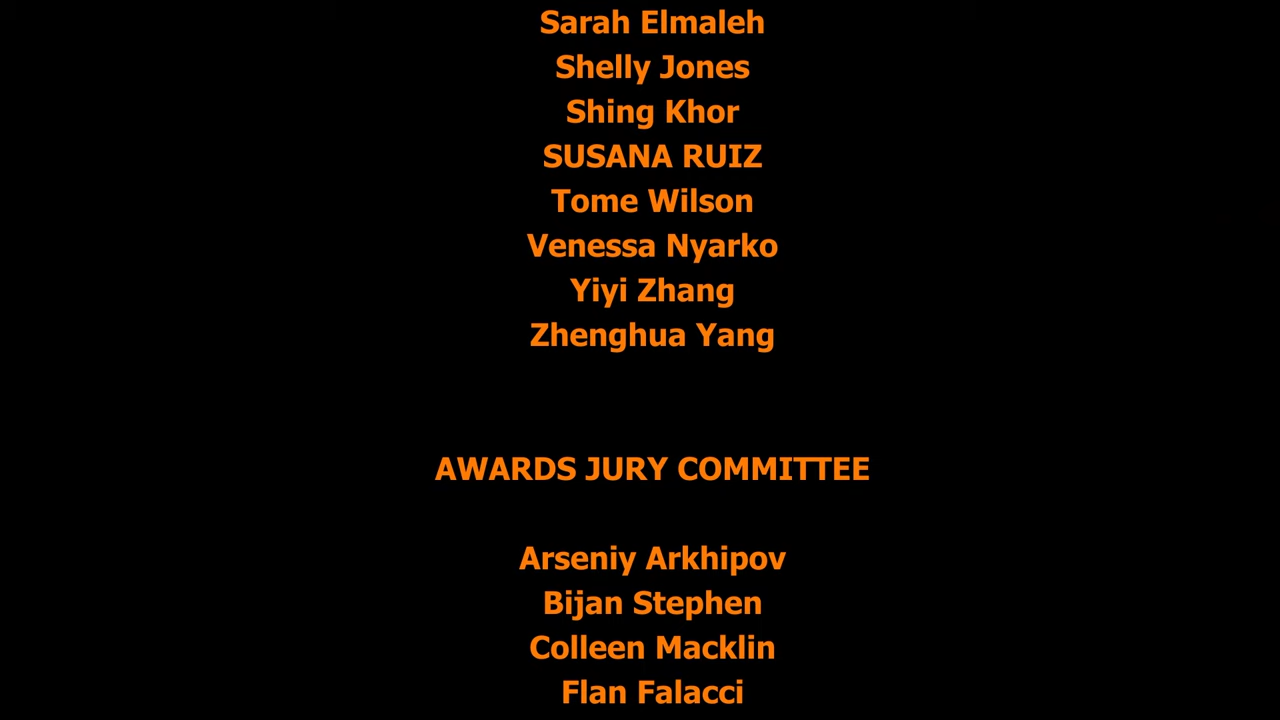 Sarah Elmaleh
Shelly Jones
Shing Khor
SUSANA RUIZ
Tome Wilson
Venessa Nyarko
Yiyi Zhang
Zhenghua Yang
AWARDS JURY COMMITTEE
Arseniy Arkhipov
Bijan Stephen
Colleen Macklin
Flan Falacci